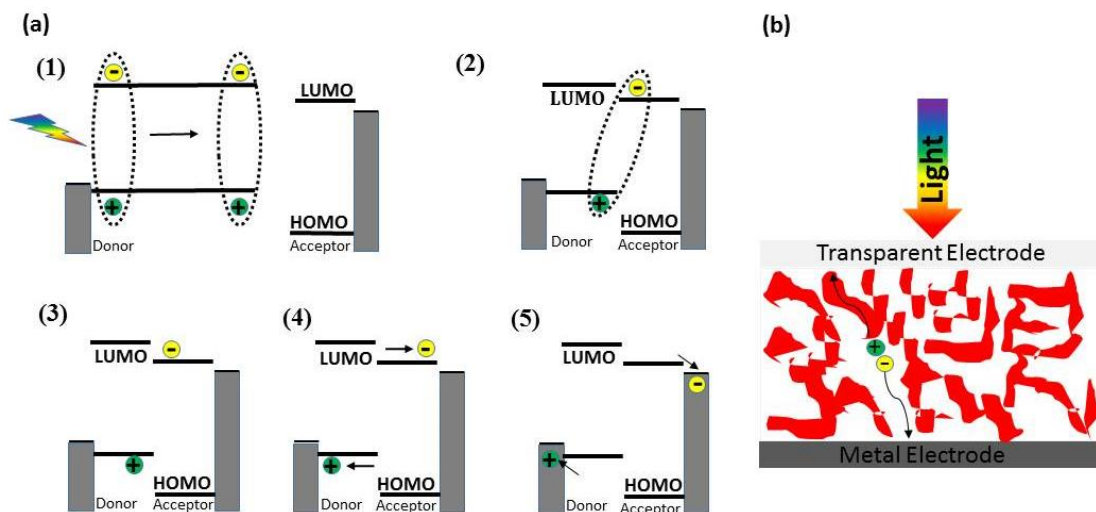 (a)
(1)
LUMO
HOMO
Donor
Acceptor
(2)
LUMO
HOMO
Donor
Acceptor
(3)
LUMO
HOMO
Donor
Acceptor
(4)
LUMO
HOMO
Donor
Acceptor
(5)
LUMO
HOMO
Donor
Acceptor
(b)
Light
Transparent Electrode
Metal Electrode